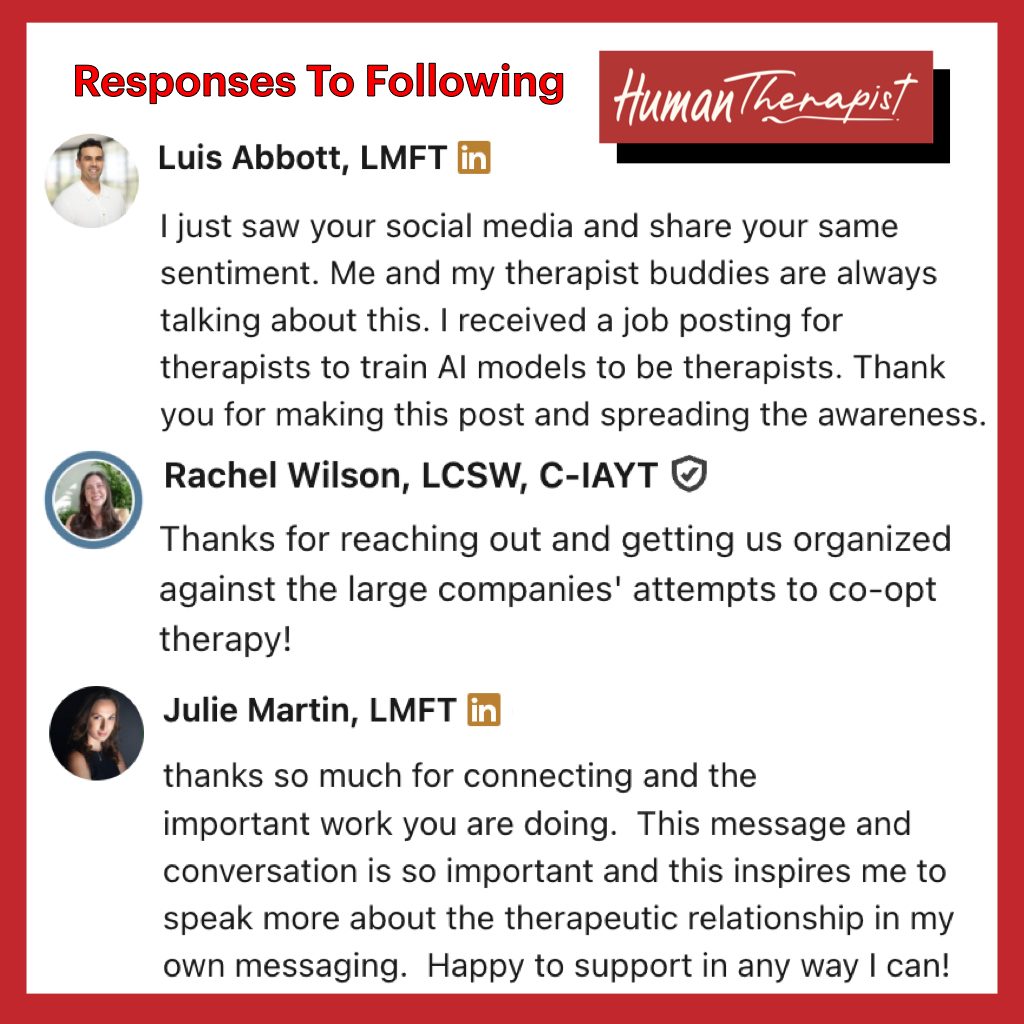 Responses To Following
Human Therapist
Luis Abbott, LMFT in
I just saw your social media and share your same
sentiment. Me and my therapist buddies are always
talking about this. I received a job posting for
therapists to train AI models to be therapists. Thank
you for making this post and spreading the awareness.
Rachel Wilson, LCSW, C-IAYT
Thanks for reaching out and getting us organized
against the large companies' attempts to co-opt
therapy!
Julie Martin, LMFT in
thanks so much for connecting and the
important work you are doing.  This message and
conversation is so important and this inspires me to
speak more about the therapeutic relationship in my
own messaging.  Happy to support in any way I can!